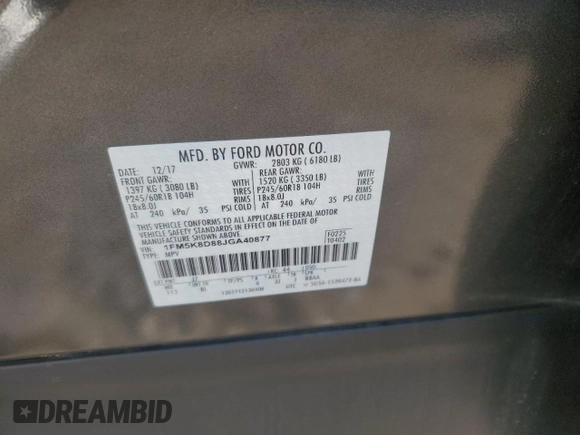 MFD. BY FORD MOTOR CO.
DATE: 12/17 GVWR: 2803 KG ( 6180 LB)
FRONT GAWR: REAR GAWR:
1397 KG ( 3080 LB) WITH 1520 KG ( 3350 LB) WITH
P245/60R18 104H TIRES P245/60R18 104H TIRES
18x8.0J RIMS 18x8.0J RIMS
AT 240 kPa/ 35 PSI COLD AT 240 kPa/ 35 PSI COLD
THIS VEHICLE CONFORMS TO ALL APPLICABLE FEDERAL MOTOR
VEHICLE SAFETY STANDARDS IN EFFECT ON THE DATE OF
MANUFACTURE SHOWN ABOVE.
VIN: 1FM5K8D88JGA40877 F0225
TYPE: MPV T0402
DREAMBID